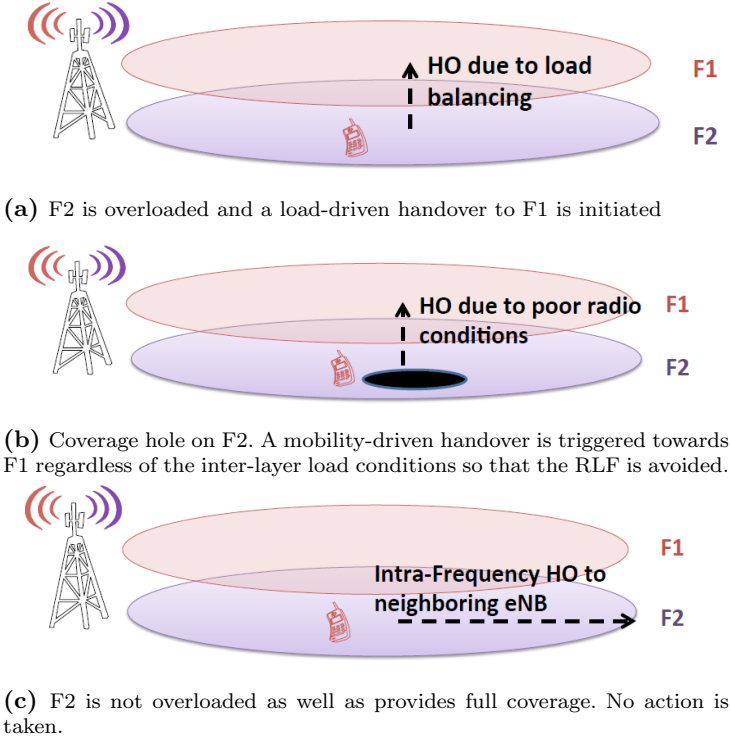 HO due to load
balancing
F1
F2
(a) F2 is overloaded and a load-driven handover to F1 is initiated
HO due to poor radio
conditions
F1
F2
(b) Coverage hole on F2. A mobility-driven handover is triggered towards
F1 regardless of the inter-layer load conditions so that the RLF is avoided.
F1
Intra-Frequency HO to
neighboring eNB
F2
(c) F2 is not overloaded as well as provides full coverage. No action is
taken.